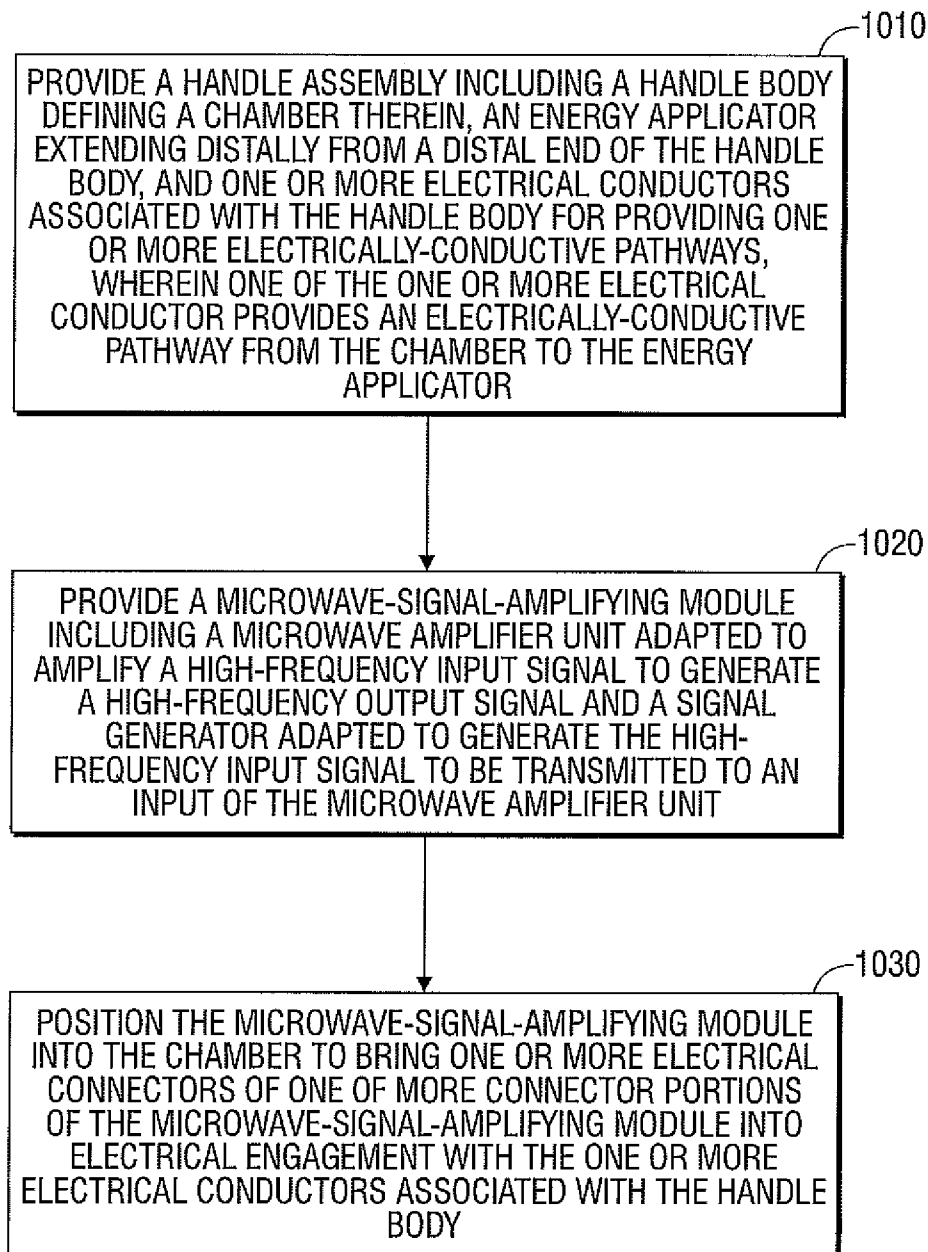 1010
PROVIDE A HANDLE ASSEMBLY INCLUDING A HANDLE BODY
DEFINING A CHAMBER THEREIN, AN ENERGY APPLICATOR
EXTENDING DISTALLY FROM A DISTAL END OF THE HANDLE
BODY, AND ONE OR MORE ELECTRICAL CONDUCTORS
ASSOCIATED WITH THE HANDLE BODY FOR PROVIDING ONE
OR MORE ELECTRICALLY-CONDUCTIVE PATHWAYS,
WHEREIN ONE OF THE ONE OR MORE ELECTRICAL
CONDUCTOR PROVIDES AN ELECTRICALLY-CONDUCTIVE
PATHWAY FROM THE CHAMBER TO THE ENERGY
APPLICATOR
1020
PROVIDE A MICROWAVE-SIGNAL-AMPLIFYING MODULE
INCLUDING A MICROWAVE AMPLIFIER UNIT ADAPTED TO
AMPLIFY A HIGH-FREQUENCY INPUT SIGNAL TO GENERATE
A HIGH-FREQUENCY OUTPUT SIGNAL AND A SIGNAL
GENERATOR ADAPTED TO GENERATE THE HIGH-
FREQUENCY INPUT SIGNAL TO BE TRANSMITTED TO AN
INPUT OF THE MICROWAVE AMPLIFIER UNIT
1030
POSITION THE MICROWAVE-SIGNAL-AMPLIFYING MODULE
INTO THE CHAMBER TO BRING ONE OR MORE ELECTRICAL
CONNECTORS OF ONE OF MORE CONNECTOR PORTIONS
OF THE MICROWAVE-SIGNAL-AMPLIFYING MODULE INTO
ELECTRICAL ENGAGEMENT WITH THE ONE OR MORE
ELECTRICAL CONDUCTORS ASSOCIATED WITH THE HANDLE
BODY